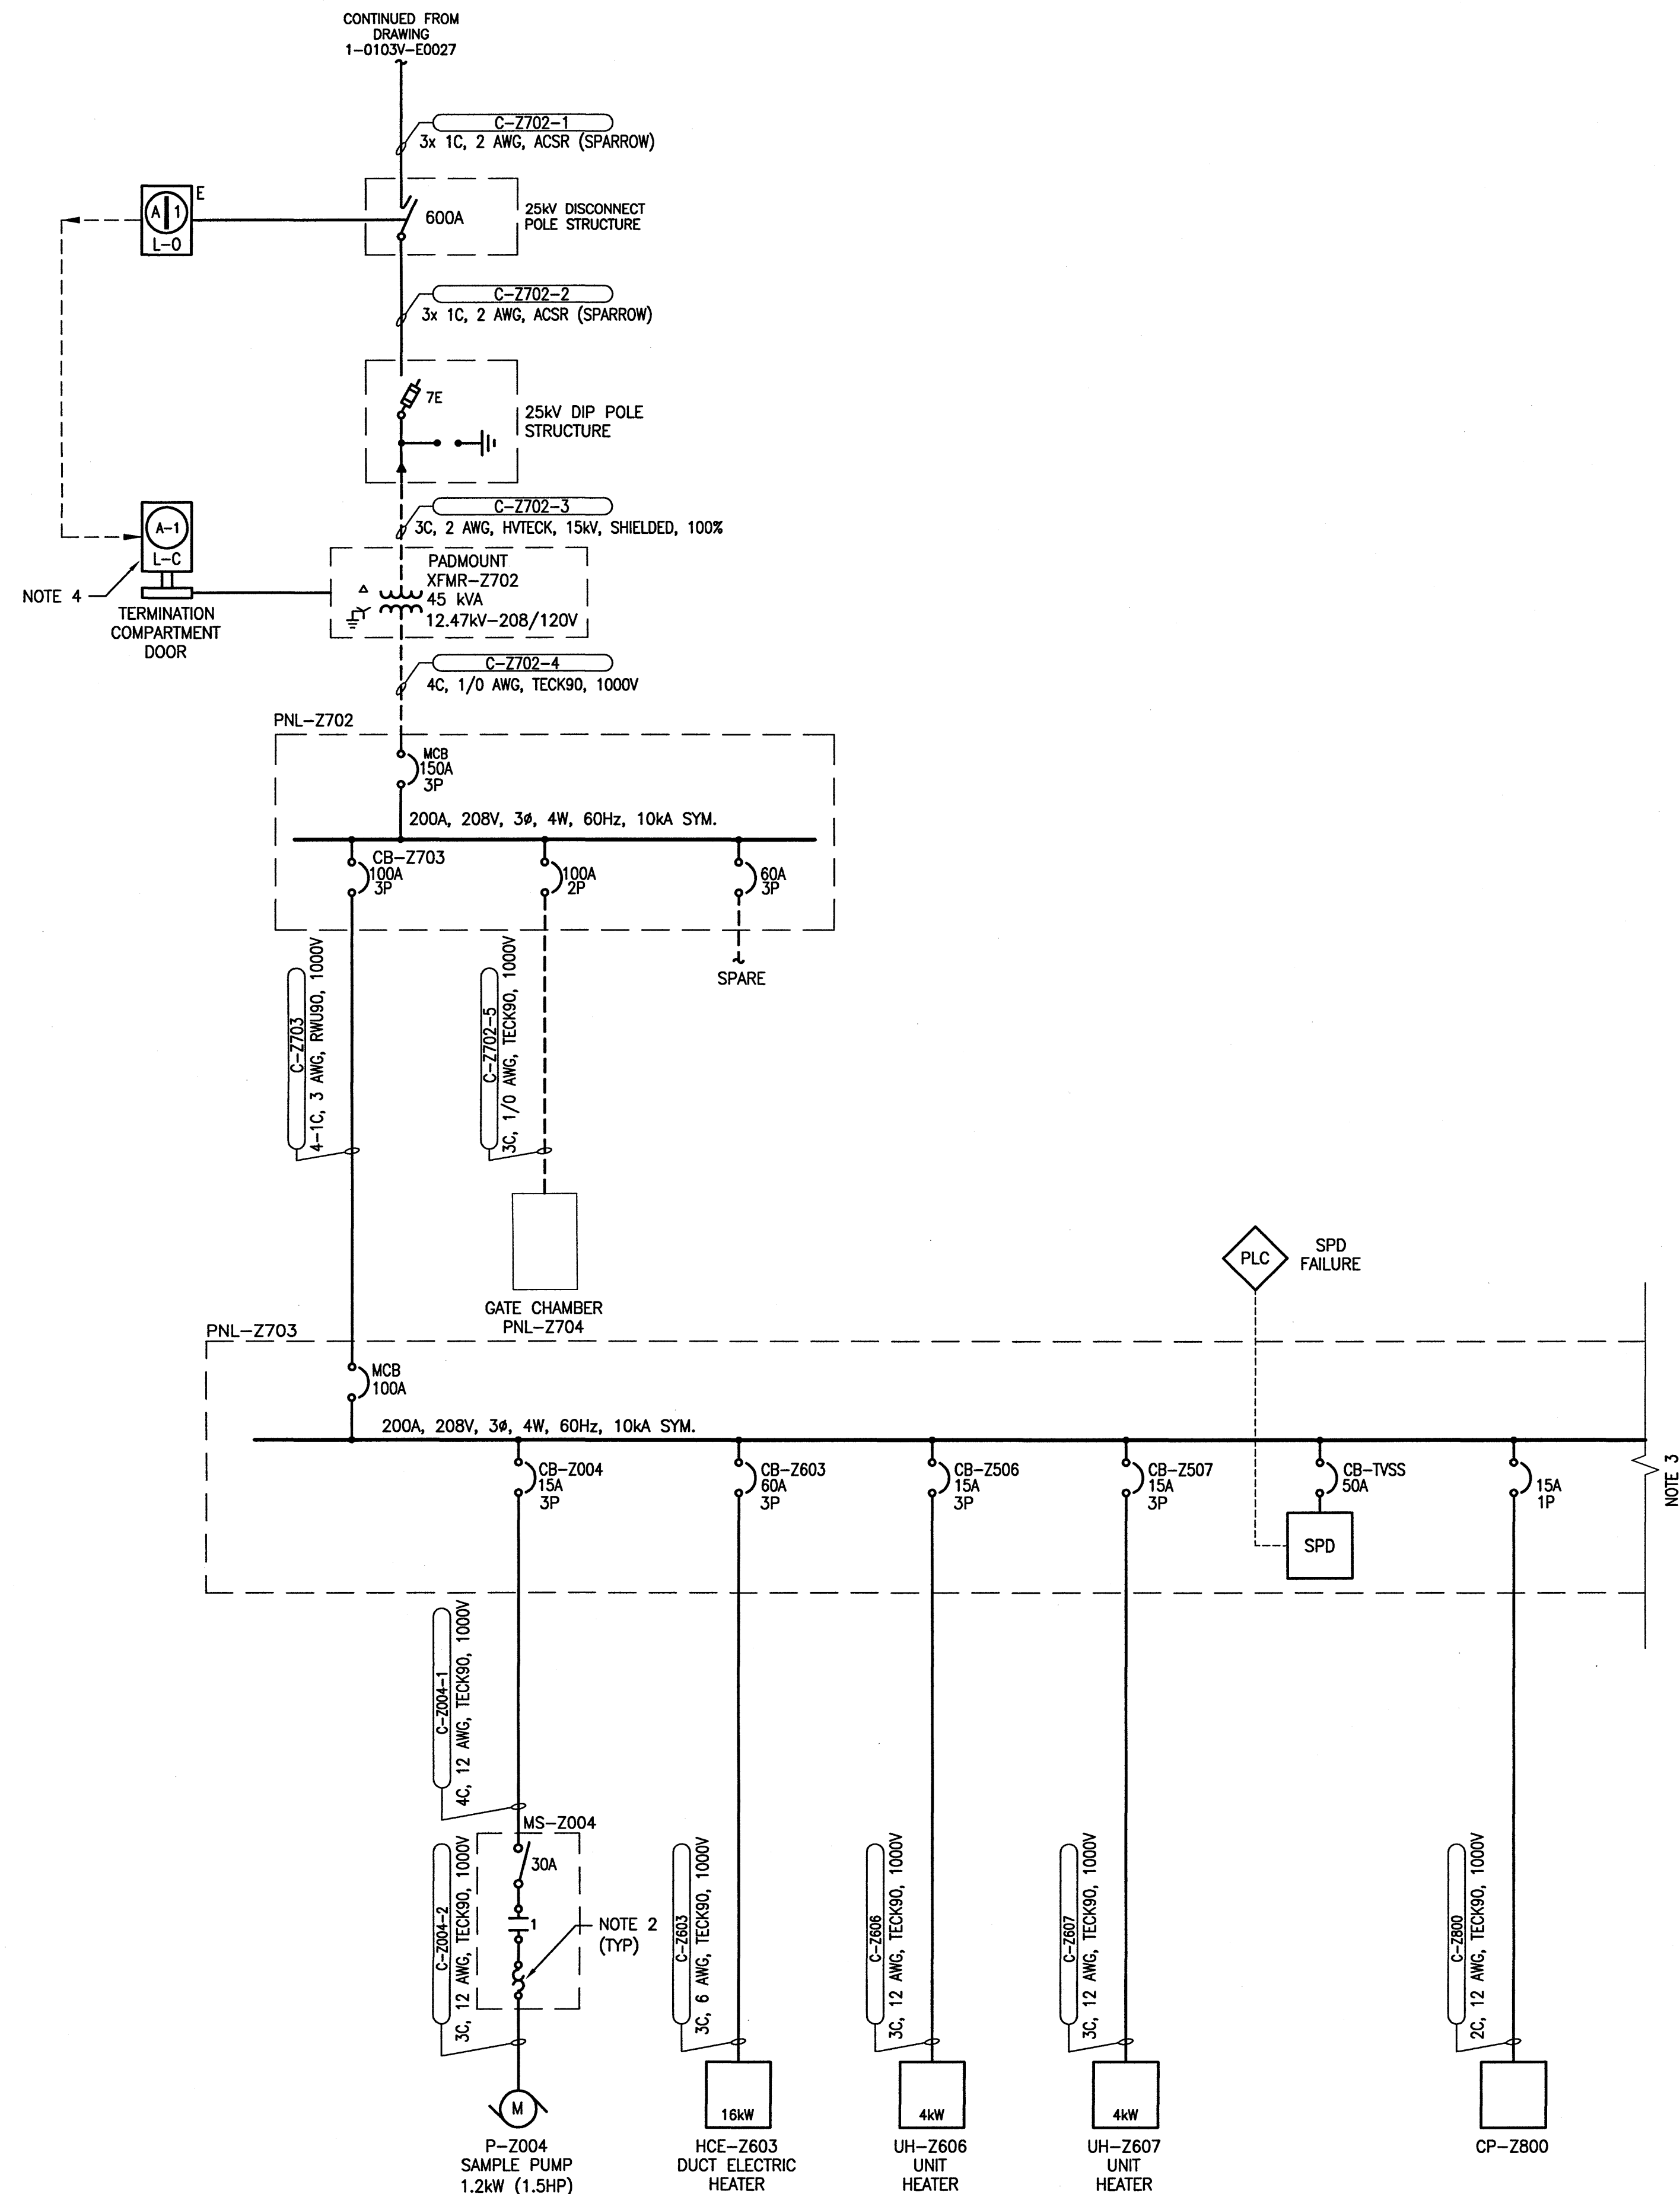 CONTINUED FROM
DRAWING
1-0103V-E0027
C-Z702-1
3x 1C, 2 AWG, ACSR (SPARROW)
A 1
E
L-O
600A
25kV DISCONNECT
POLE STRUCTURE
C-Z702-2
3x 1C, 2 AWG, ACSR (SPARROW)
7E
25kV DIP POLE
STRUCTURE
C-Z702-3
3C, 2 AWG, HVTECK, 15kV, SHIELDED, 100%
A-1
L-C
NOTE 4
TERMINATION
COMPARTMENT
DOOR
PADMOUNT
XFMR-Z702
45 kVA
12.47kV-208/120V
C-Z702-4
4C, 1/0 AWG, TECK90, 1000V
PNL-Z702
MCB
150A
3P
200A, 208V, 3ø, 4W, 60Hz, 10kA SYM.
CB-Z703
100A
3P
100A
2P
60A
3P
SPARE
C-Z703
4-1C, 3 AWG, RWU90, 1000V
C-Z702-5
3C, 1/0 AWG, TECK90, 1000V
GATE CHAMBER
PNL-Z704
PLC
SPD
FAILURE
PNL-Z703
MCB
100A
200A, 208V, 3ø, 4W, 60Hz, 10kA SYM.
CB-Z004
15A
3P
CB-Z603
60A
3P
CB-Z506
15A
3P
CB-Z507
15A
3P
CB-TVSS
50A
SPD
15A
1P
NOTE 3
C-Z004-1
4C, 12 AWG, TECK90, 1000V
MS-Z004
30A
1
NOTE 2
(TYP)
C-Z004-2
3C, 12 AWG, TECK90, 1000V
C-Z603
3C, 6 AWG, TECK90, 1000V
C-Z606
3C, 12 AWG, TECK90, 1000V
C-Z607
3C, 12 AWG, TECK90, 1000V
C-Z800
2C, 12 AWG, TECK90, 1000V
M
P-Z004
SAMPLE PUMP
1.2kW (1.5HP)
16kW
HCE-Z603
DUCT ELECTRIC
HEATER
4kW
UH-Z606
UNIT
HEATER
4kW
UH-Z607
UNIT
HEATER
CP-Z800